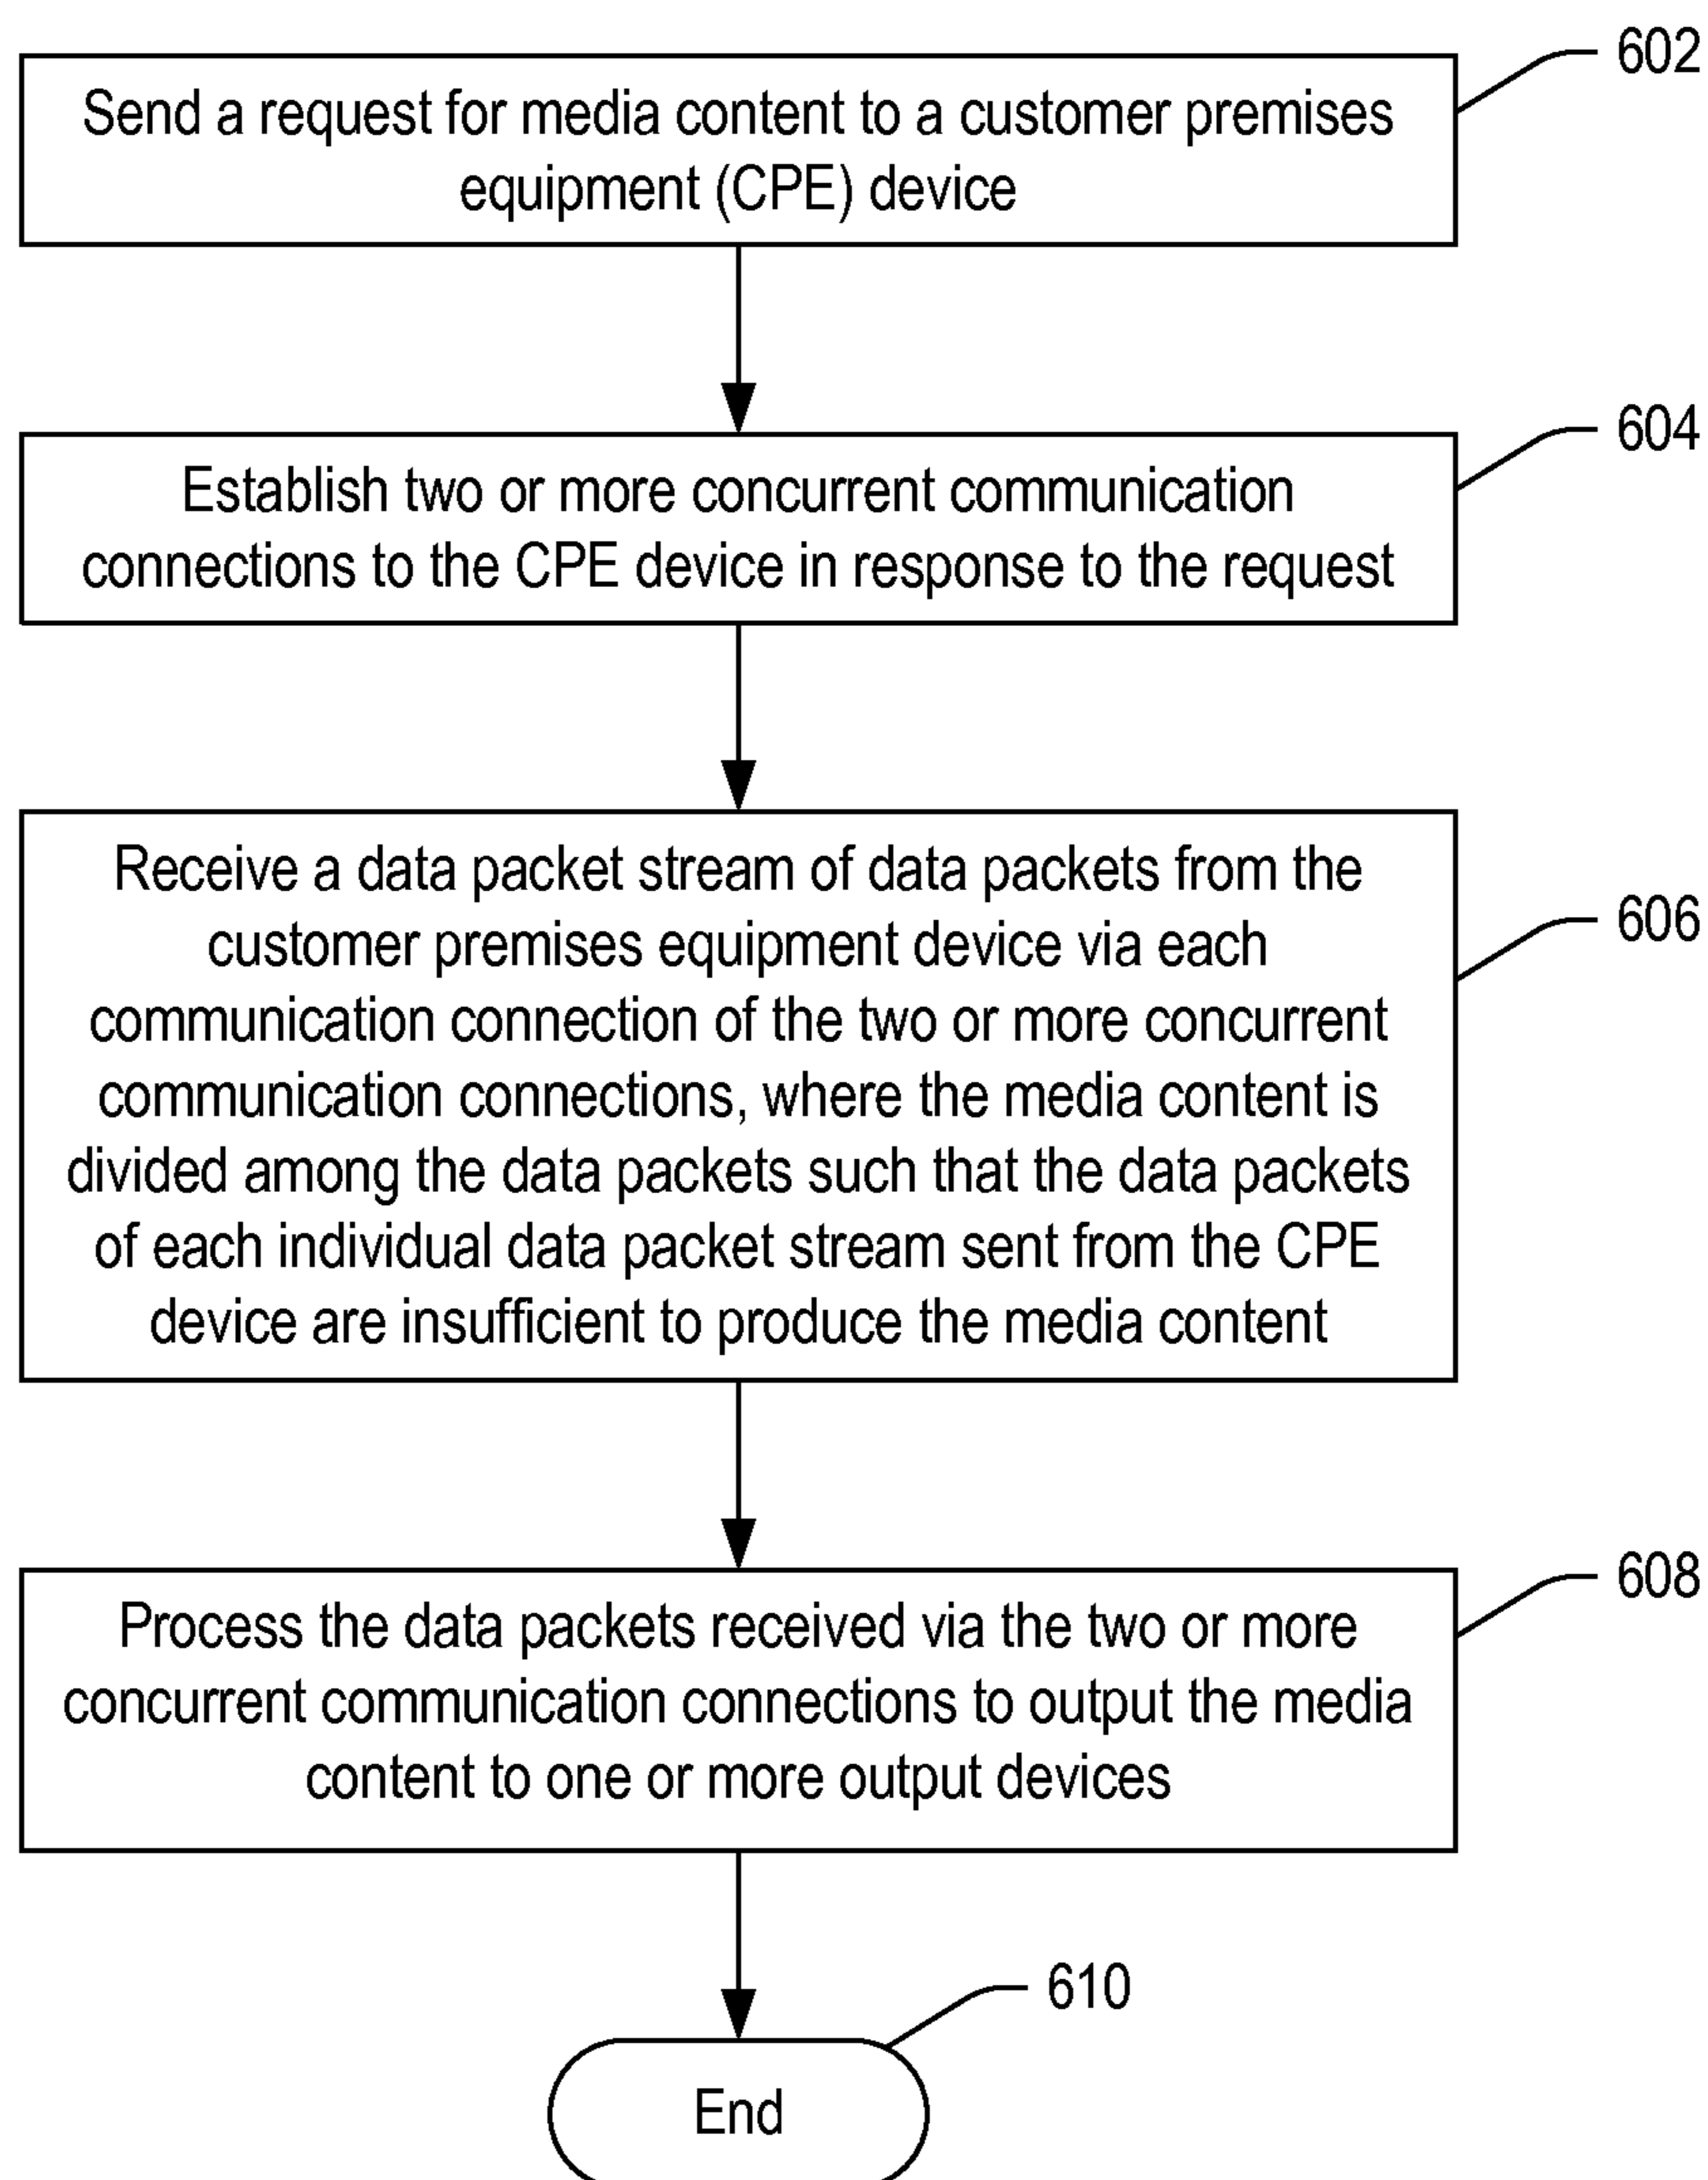 602
Send a request for media content to a customer premises
equipment (CPE) device
604
Establish two or more concurrent communication
connections to the CPE device in response to the request
606
Receive a data packet stream of data packets from the
customer premises equipment device via each
communication connection of the two or more concurrent
communication connections, where the media content is
divided among the data packets such that the data packets
of each individual data packet stream sent from the CPE
device are insufficient to produce the media content
608
Process the data packets received via the two or more
concurrent communication connections to output the media
content to one or more output devices
610
End